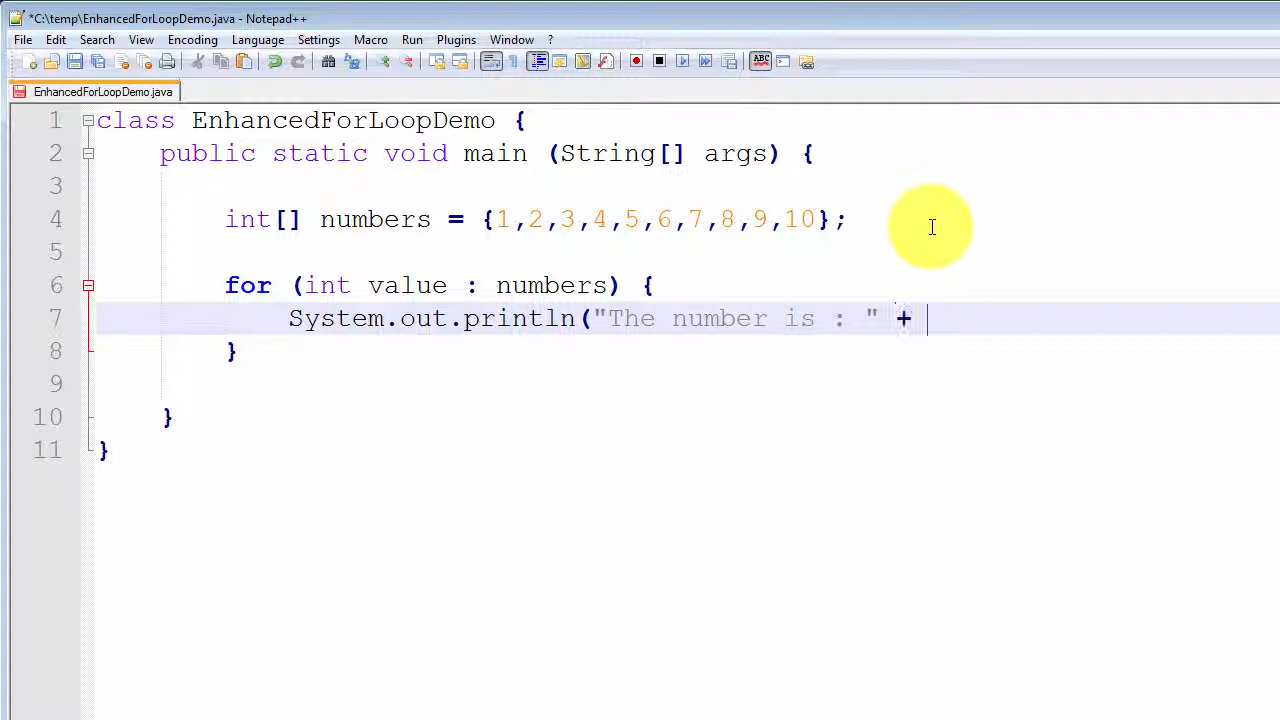 *C:\temp\EnhancedForLoopDemo.java - Notepad++
File Edit Search View Encoding Language Settings Macro Run Plugins Window ?
ABC
EnhancedForLoopDemo.java
1 class EnhancedForLoopDemo {
2 public static void main (String[] args) {
3
4 int[] numbers = {1,2,3,4,5,6,7,8,9,10};
5
6 for (int value : numbers) {
7 System.out.println("The number is : " +
8 }
9
10 }
11 }